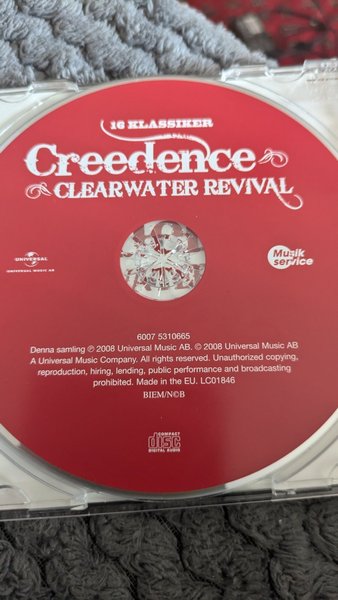 16 KLASSIKER
Creedence
CLEARWATER REVIVAL
UNIVERSAL
UNIVERSAL MUSIC AB
Musik
service
6007 5310665
Denna samling ℗ 2008 Universal Music AB. © 2008 Universal Music AB
A Universal Music Company. All rights reserved. Unauthorized copying,
reproduction, hiring, lending, public performance and broadcasting
prohibited. Made in the EU. LC01846
BIEM/N©B
COMPACT
disc
DIGITAL AUDIO